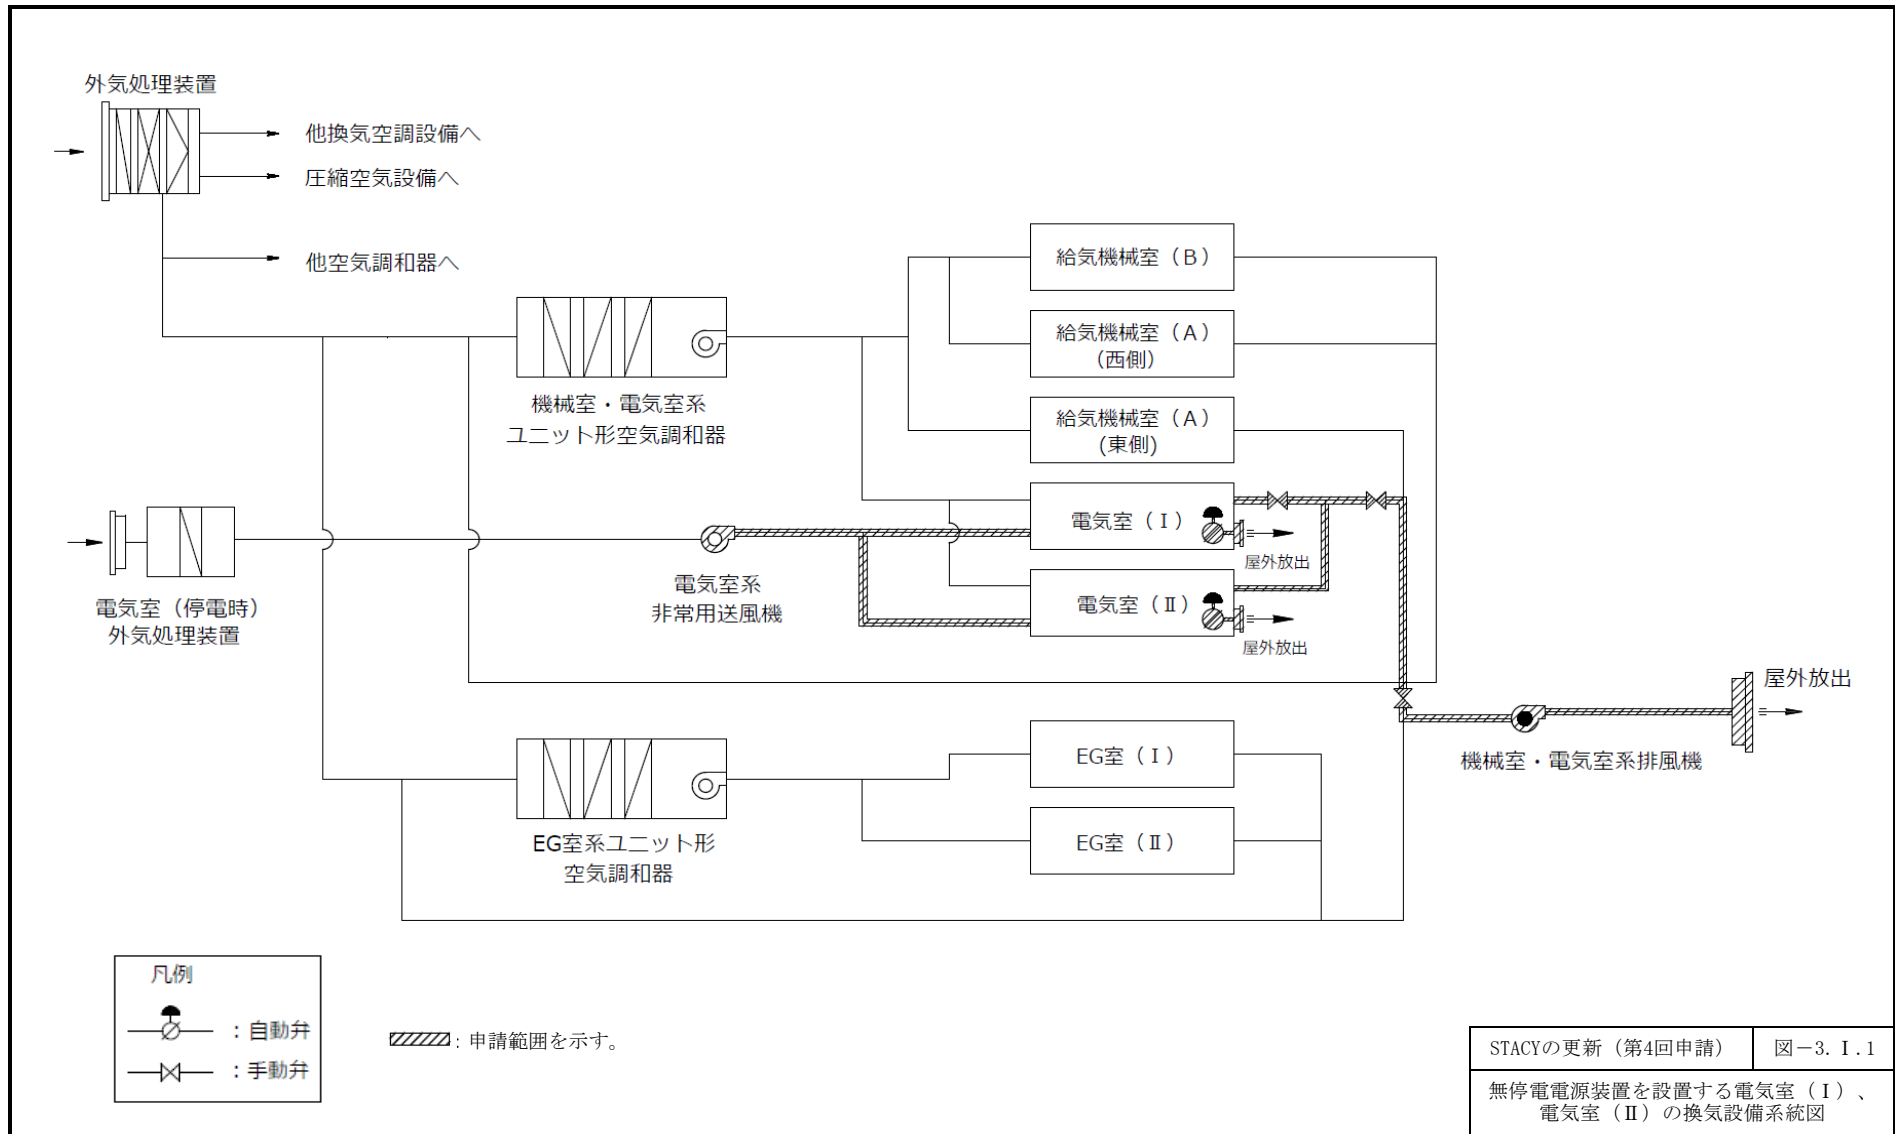 外気処理装置
他換気空調設備へ
圧縮空気設備へ
他空気調和器へ
給気機械室（B）
給気機械室（A）
（西側）
給気機械室（A）
(東側)
機械室・電気室系
ユニット形空気調和器
電気室（Ⅰ）
屋外放出
電気室（Ⅱ）
屋外放出
電気室系
非常用送風機
電気室（停電時）
外気処理装置
屋外放出
機械室・電気室系排風機
EG室（Ⅰ）
EG室（Ⅱ）
EG室系ユニット形
空気調和器
凡例
：自動弁
：手動弁
：申請範囲を示す。
STACYの更新（第4回申請）
図－3.Ⅰ.1
無停電電源装置を設置する電気室（Ⅰ）、
電気室（Ⅱ）の換気設備系統図